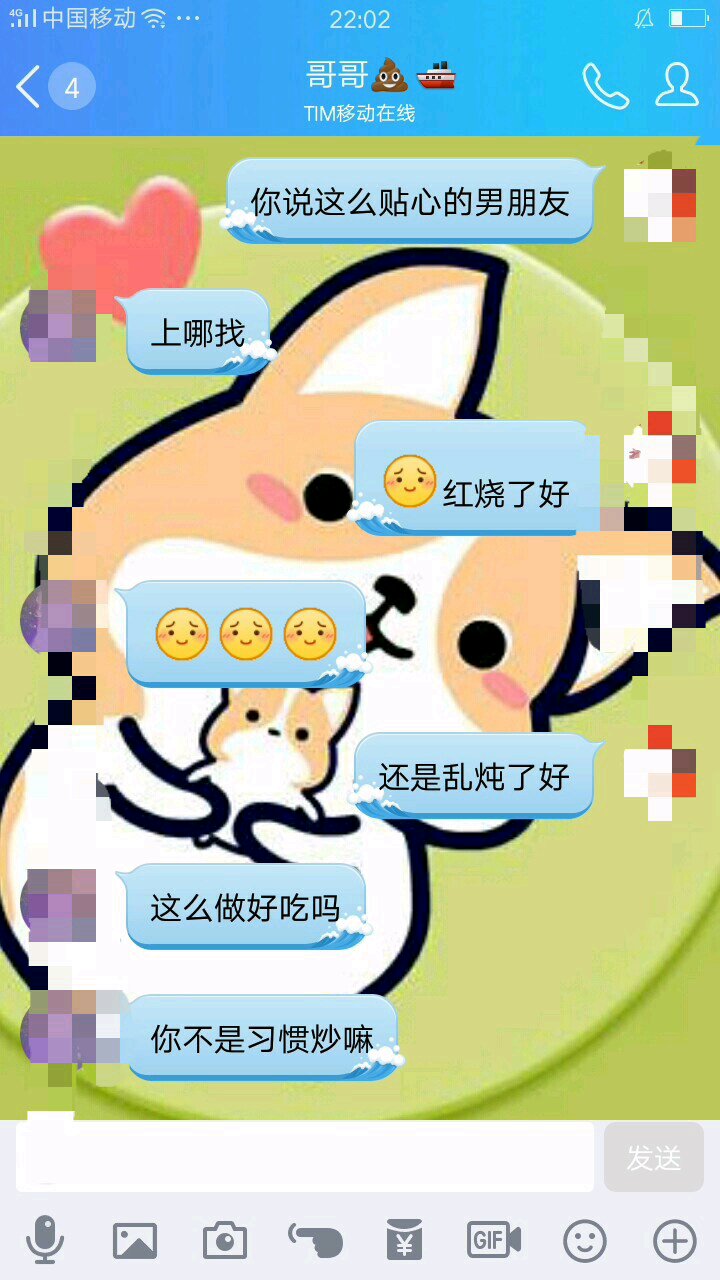 4G 中国移动 22:02
4 哥哥💩🚢
TIM移动在线
你说这么贴心的男朋友
上哪找
红烧了好
还是乱炖了好
这么做好吃吗
你不是习惯炒嘛
发送
¥
GIF